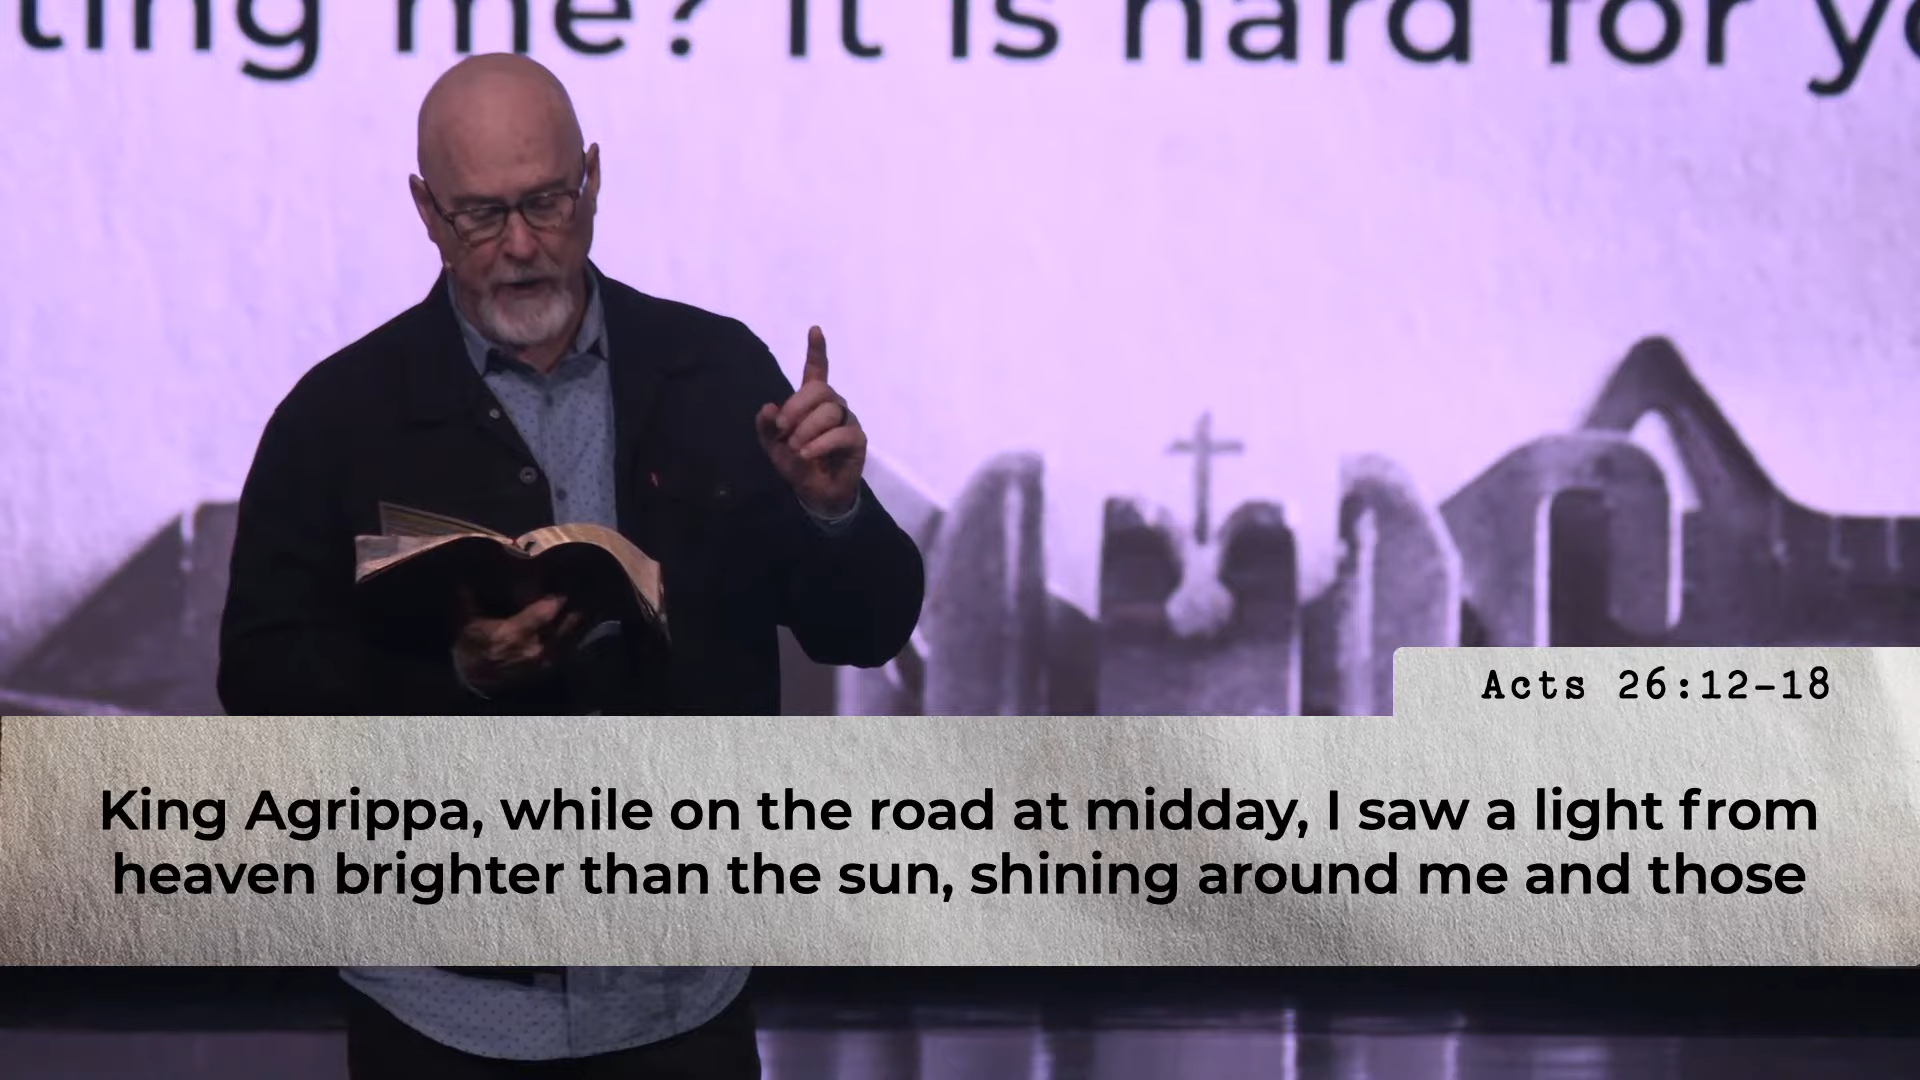 ting me? It is hard for yo
Acts 26:12-18
King Agrippa, while on the road at midday, I saw a light from
heaven brighter than the sun, shining around me and those